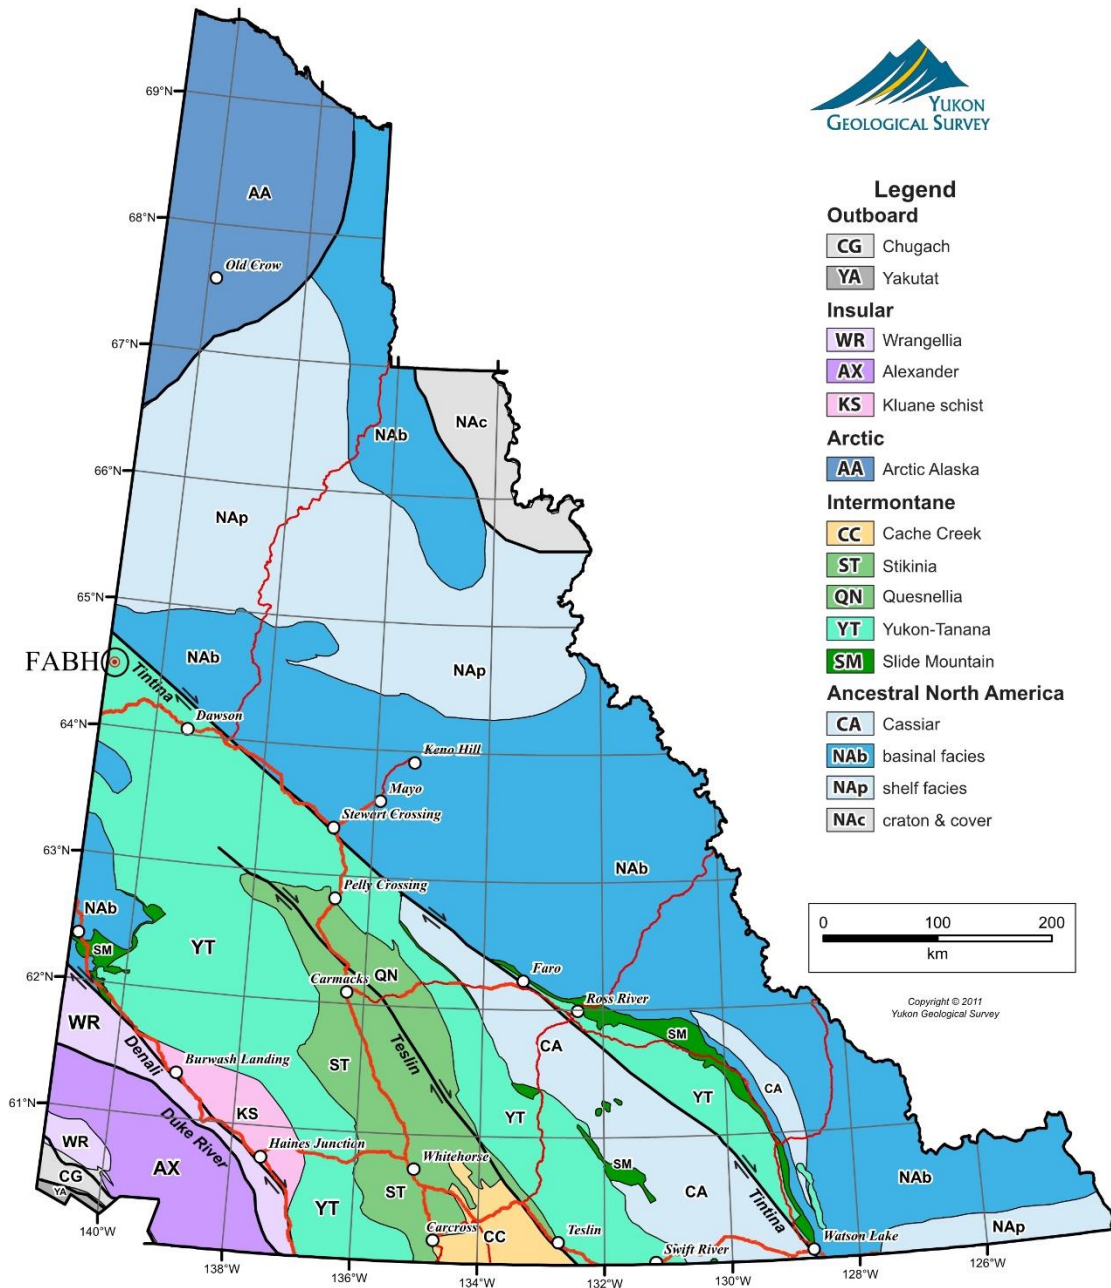 YUKON
GEOLOGICAL SURVEY
Legend
Outboard
CG Chugach
YA Yakutat
Insular
WR Wrangellia
AX Alexander
KS Kluane schist
Arctic
AA Arctic Alaska
Intermontane
CC Cache Creek
ST Stikinia
QN Quesnellia
YT Yukon-Tanana
SM Slide Mountain
Ancestral North America
CA Cassiar
NAb basinal facies
NAp shelf facies
NAc craton & cover
0 100 200
km
Copyright © 2011
Yukon Geological Survey
69°N
AA
68°N
Old Crow
67°N
NAc
NAb
66°N
NAp
65°N
NAb
NAp
FABH
Tintina
64°N
Dawson
Keno Hill
Mayo
Stewart Crossing
63°N
NAb
Pelly Crossing
NAb
YT
SM
62°N
QN
Faro
Carmacks
Ross River
WR
SM
Denali
Burwash Landing
ST
Teslin
CA
CA
61°N
KS
YT
YT
Duke River
WR
Haines Junction
Whitehorse
SM
CG
AX
YA
YT
ST
CA
Tintina
NAb
140°W
Carcross
CC
Teslin
Swift River
Watson Lake
NAp
138°W
136°W
134°W
132°W
130°W
128°W
126°W